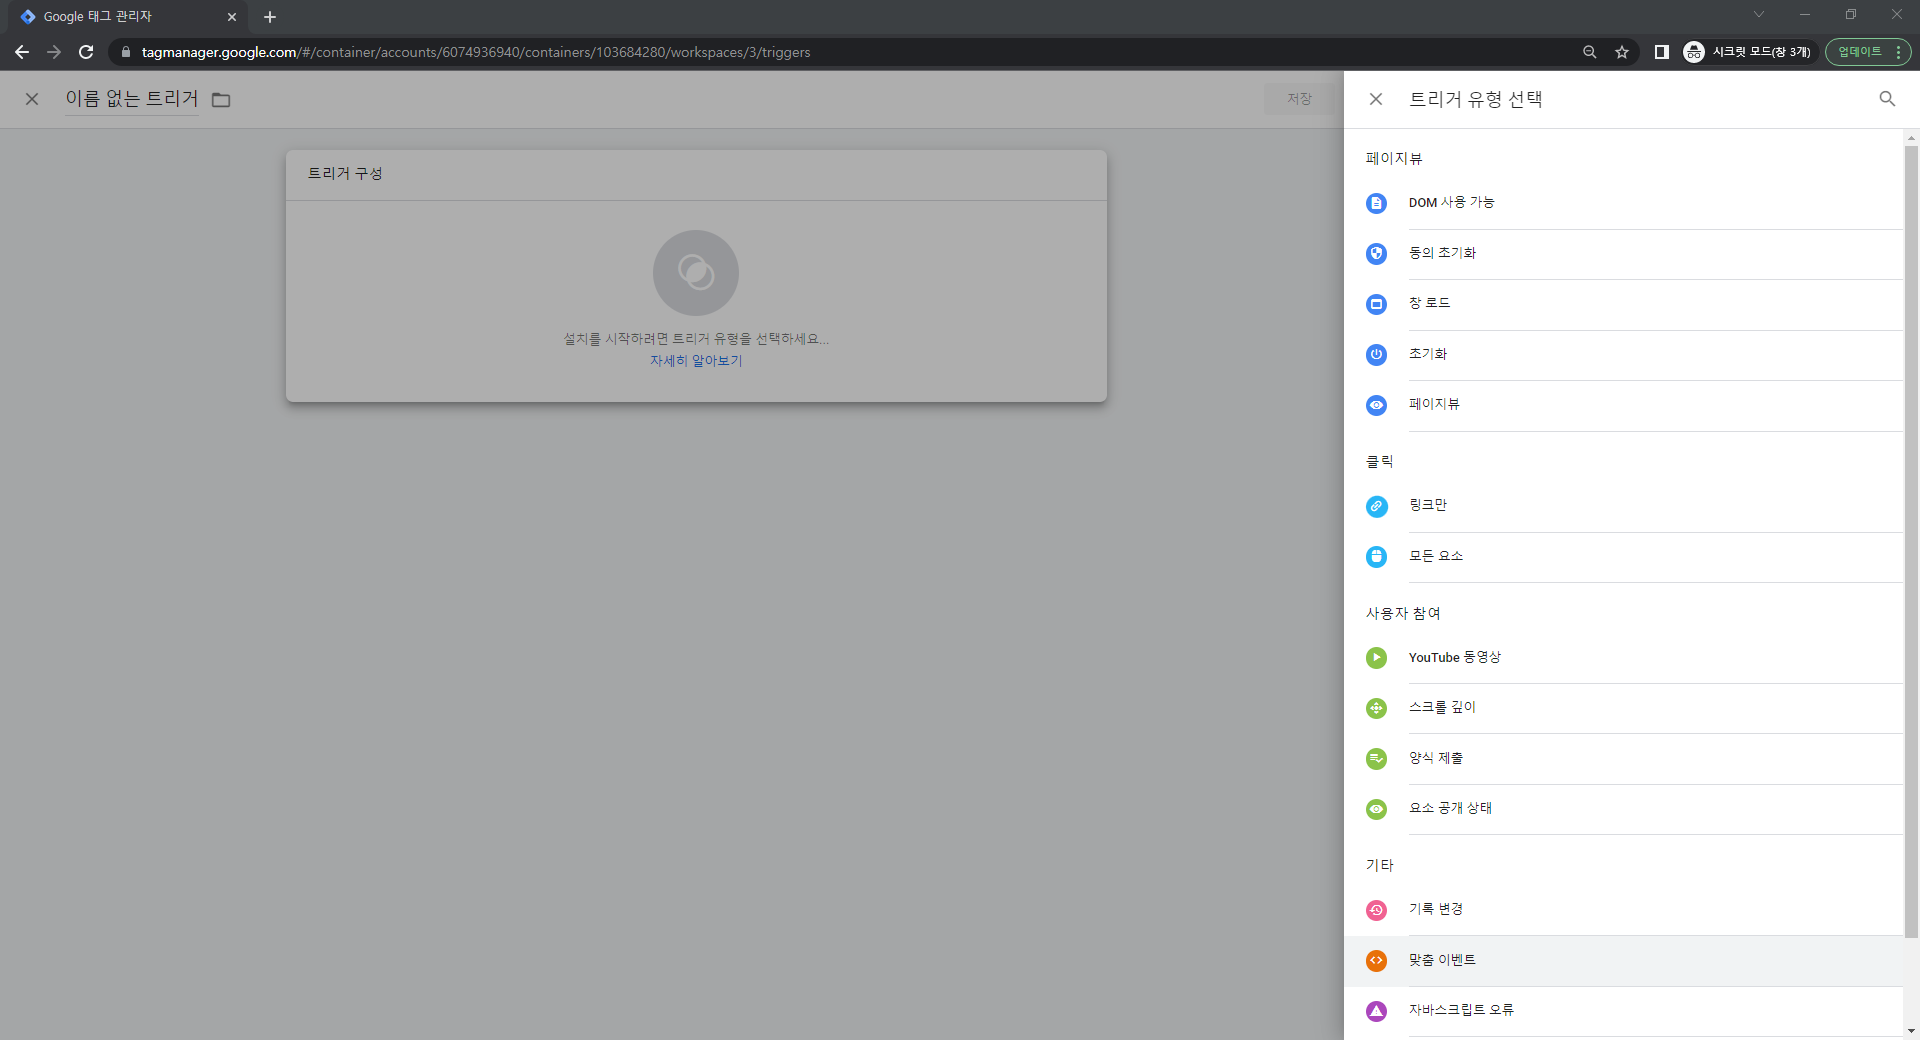 Google 태그 관리자
tagmanager.google.com/#/container/accounts/6074936940/containers/103684280/workspaces/3/triggers
시크릿 모드(창 3개)
업데이트
이름 없는 트리거
저장
트리거 유형 선택
트리거 구성
설치를 시작하려면 트리거 유형을 선택하세요...
자세히 알아보기
페이지뷰
DOM 사용 가능
동의 초기화
창 로드
초기화
페이지뷰
클릭
링크만
모든 요소
사용자 참여
YouTube 동영상
스크롤 깊이
양식 제출
요소 공개 상태
기타
기록 변경
맞춤 이벤트
자바스크립트 오류